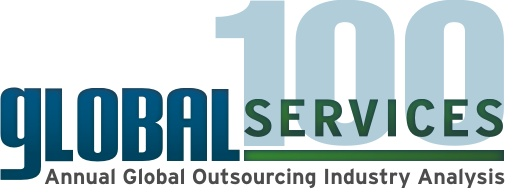 100
gLOBAL SERVICES
Annual Global Outsourcing Industry Analysis